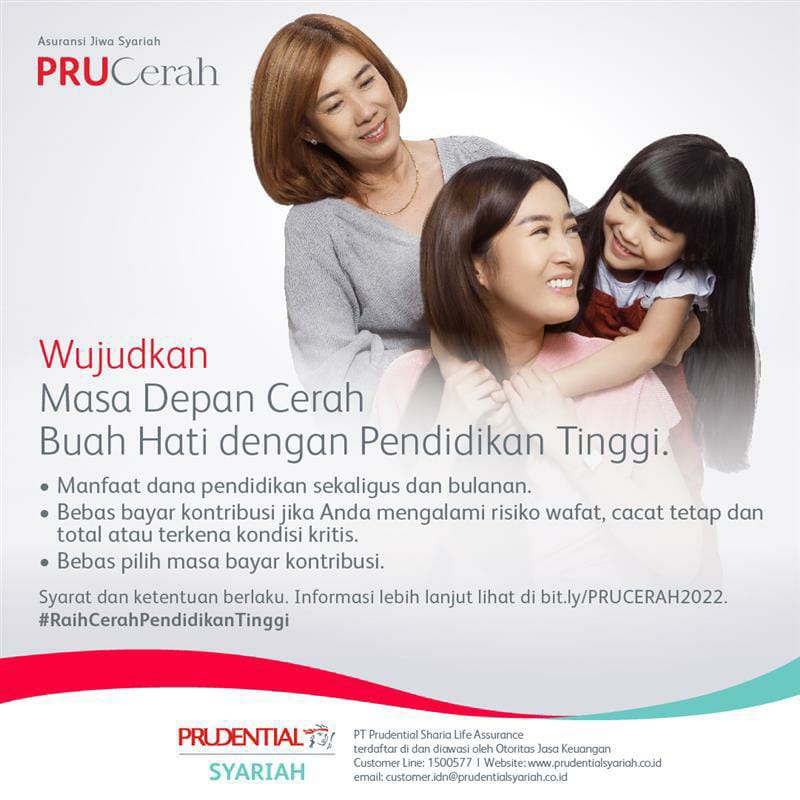 Asuransi Jiwa Syariah
PRUCerah
Wujudkan
Masa Depan Cerah
Buah Hati dengan Pendidikan Tinggi.
• Manfaat dana pendidikan sekaligus dan bulanan.
• Bebas bayar kontribusi jika Anda mengalami risiko wafat, cacat tetap dan
total atau terkena kondisi kritis.
• Bebas pilih masa bayar kontribusi.
Syarat dan ketentuan berlaku. Informasi lebih lanjut lihat di bit.ly/PRUCERAH2022.
#RaihCerahPendidikanTinggi
PRUDENTIAL
SYARIAH
PT Prudential Sharia Life Assurance
terdaftar di dan diawasi oleh Otoritas Jasa Keuangan
Customer Line: 1500577 I Website: www.prudentialsyariah.co.id
email: customer.idn@prudentialsyariah.co.id